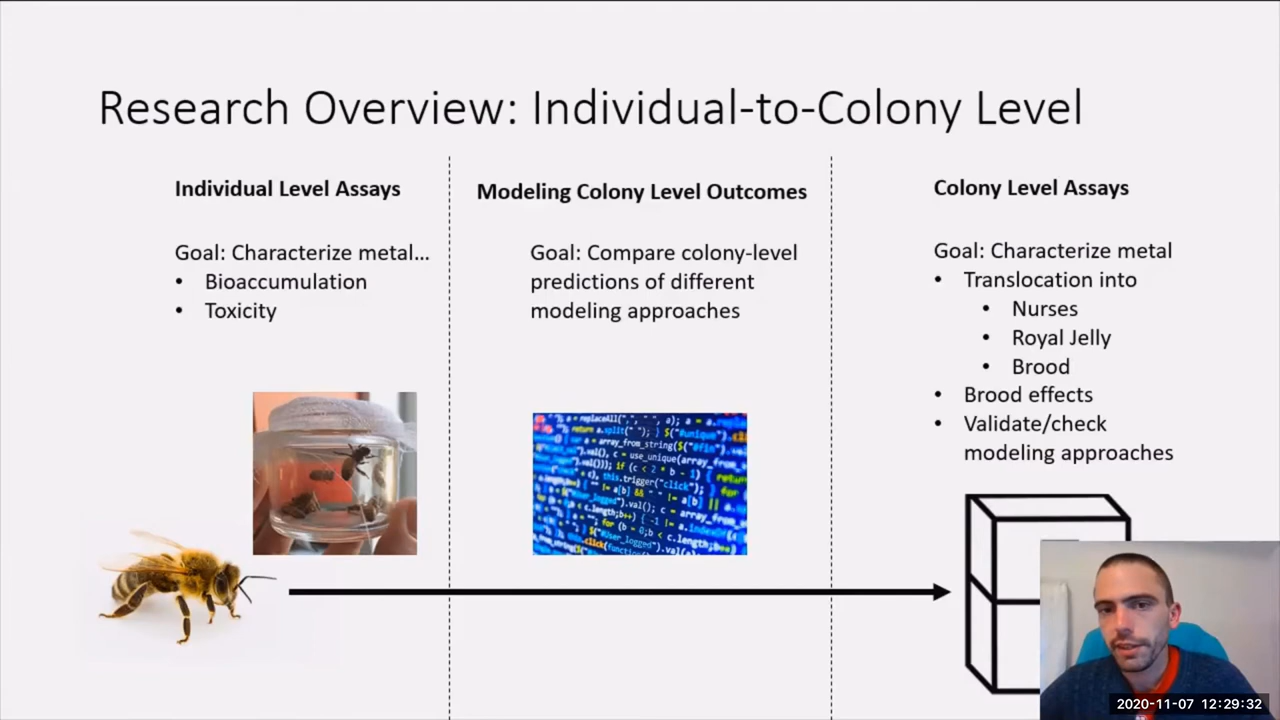 Research Overview: Individual-to-Colony Level
Individual Level Assays
Goal: Characterize metal…
• Bioaccumulation
• Toxicity
Modeling Colony Level Outcomes
Goal: Compare colony-level
predictions of different
modeling approaches
Colony Level Assays
Goal: Characterize metal
• Translocation into
• Nurses
• Royal Jelly
• Brood
• Brood effects
• Validate/check
modeling approaches
2020-11-07 12:29:32